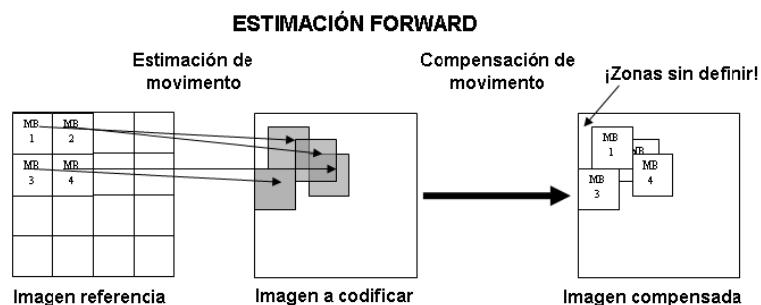 ESTIMACIÓN FORWARD
Estimación de
movimento
Compensación de
movimento
¡Zonas sin definir!
MB
1
MB
2
MB
3
MB
4
MB
1
MB
MB
3
MB
4
Imagen referencia
Imagen a codificar
Imagen compensada